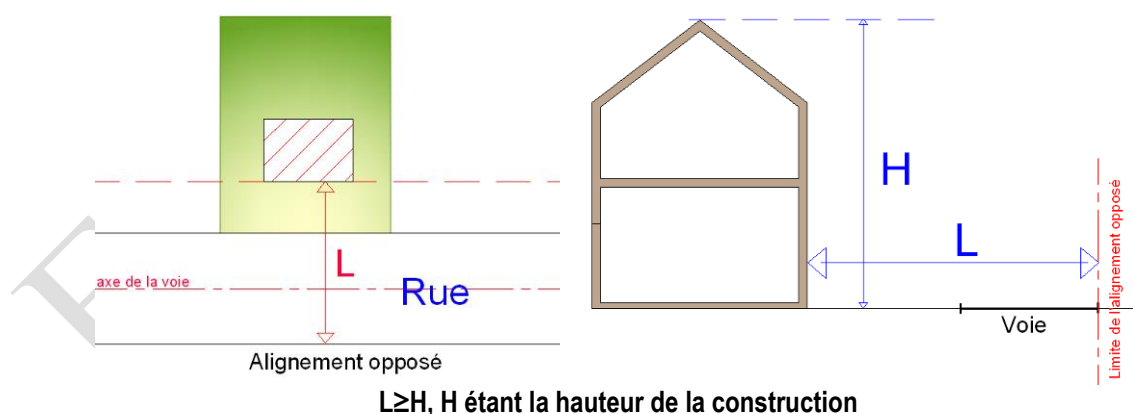 L
axe de la voie
Rue
Alignement opposé
H
L
Voie
Limite de l'alignement opposé
L≥H, H étant la hauteur de la construction